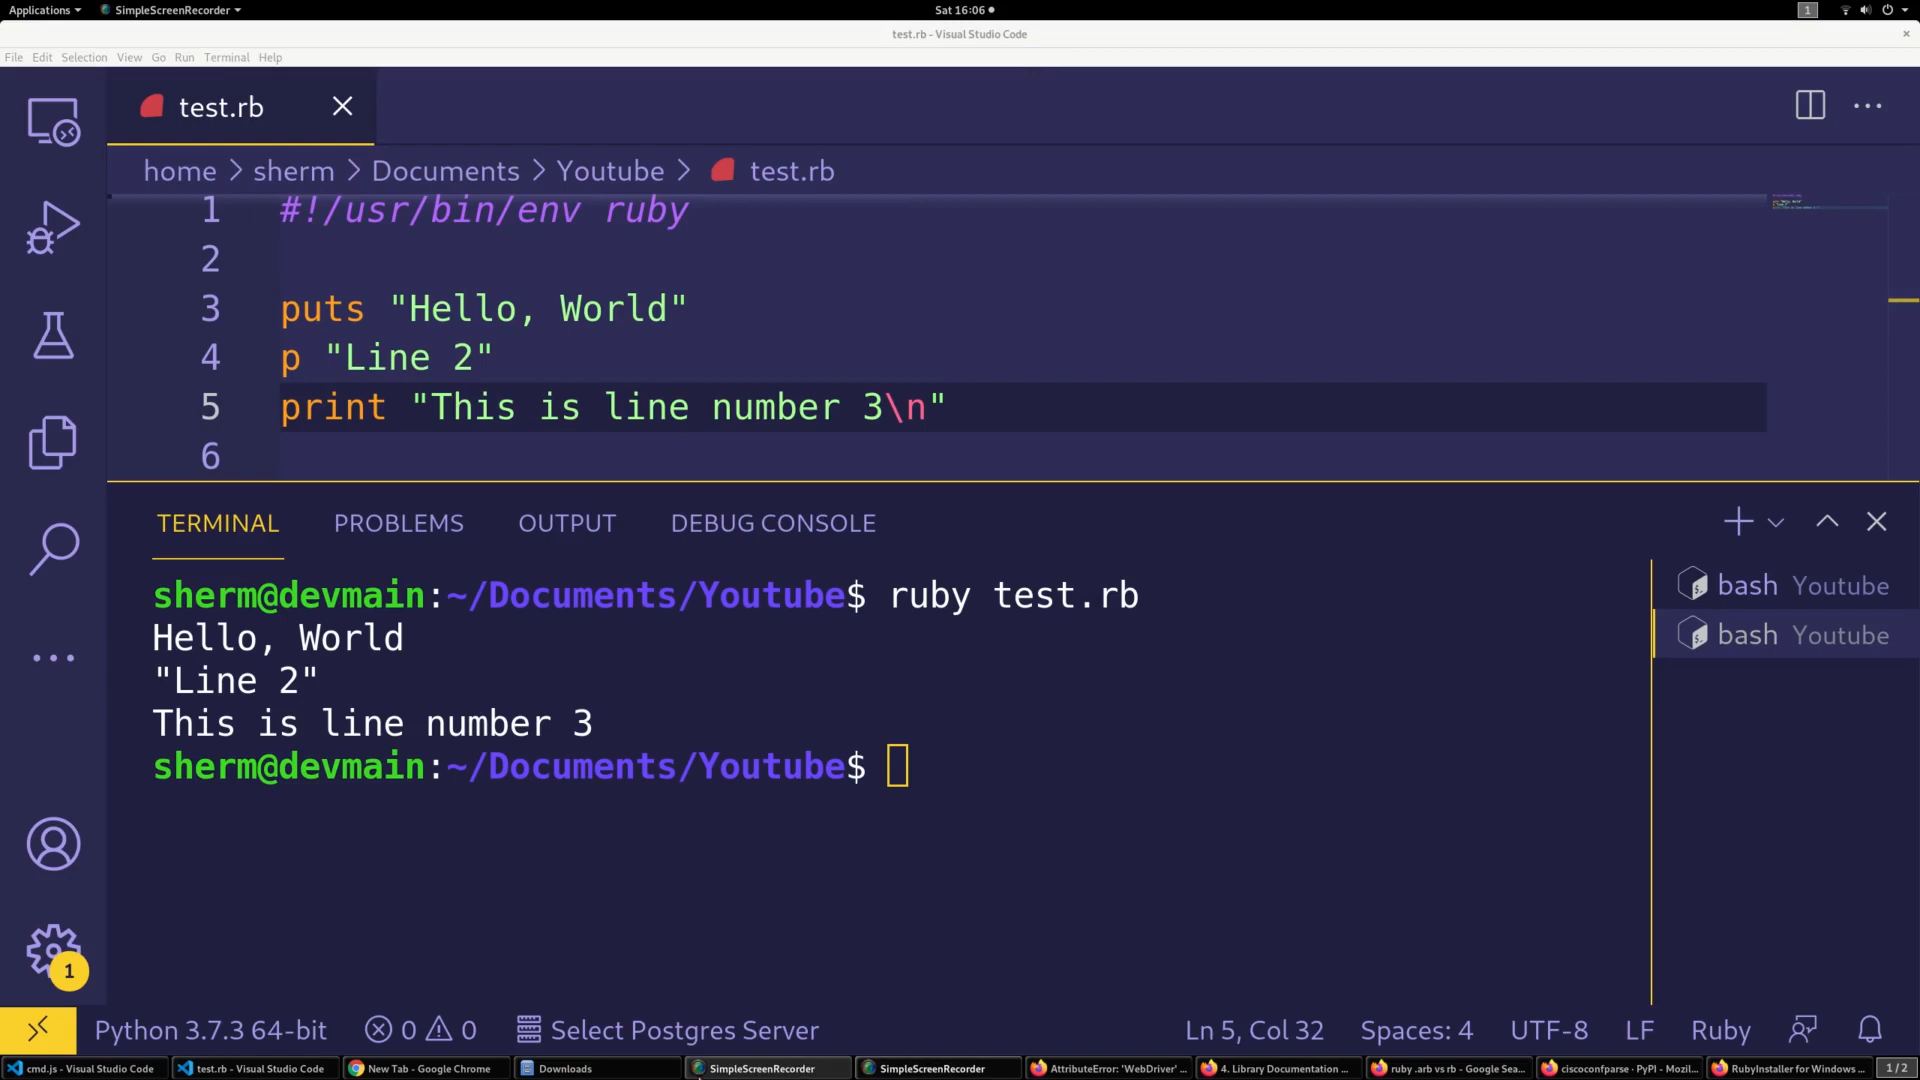 Applications SimpleScreenRecorder Sat 16:06 1
test.rb - Visual Studio Code
File Edit Selection View Go Run Terminal Help
test.rb
home > sherm > Documents > Youtube > test.rb
1 #!/usr/bin/env ruby
2
3 puts "Hello, World"
4 p "Line 2"
5 print "This is line number 3\n"
6
TERMINAL PROBLEMS OUTPUT DEBUG CONSOLE
sherm@devmain:~/Documents/Youtube$ ruby test.rb
Hello, World
"Line 2"
This is line number 3
sherm@devmain:~/Documents/Youtube$
bash Youtube
bash Youtube
1
Python 3.7.3 64-bit 0 0 Select Postgres Server Ln 5, Col 32 Spaces: 4 UTF-8 LF Ruby
cmd.js - Visual Studio Code test.rb - Visual Studio Code New Tab - Google Chrome Downloads SimpleScreenRecorder SimpleScreenRecorder AttributeError: 'WebDriver' ... 4. Library Documentation ... ruby .arb vs rb - Google Sea... ciscoconfparse · PyPI - Mozil... RubyInstaller for Windows ... 1 / 2